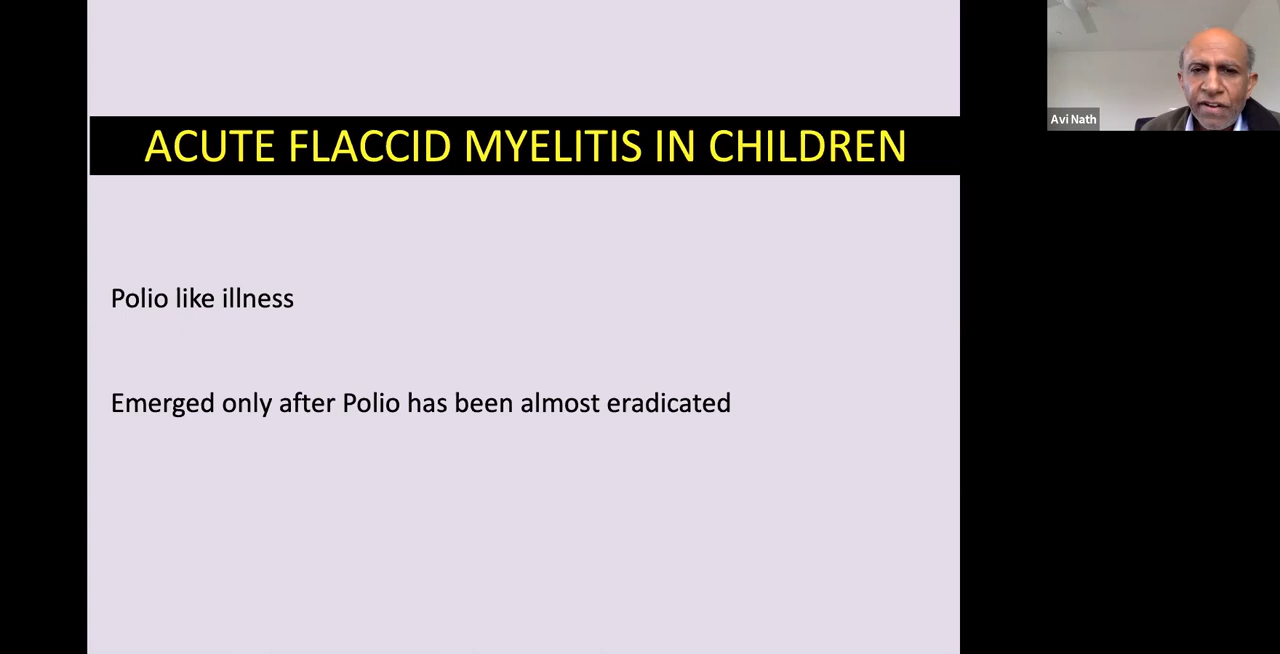 ACUTE FLACCID MYELITIS IN CHILDREN
Polio like illness
Emerged only after Polio has been almost eradicated
Avi Nath